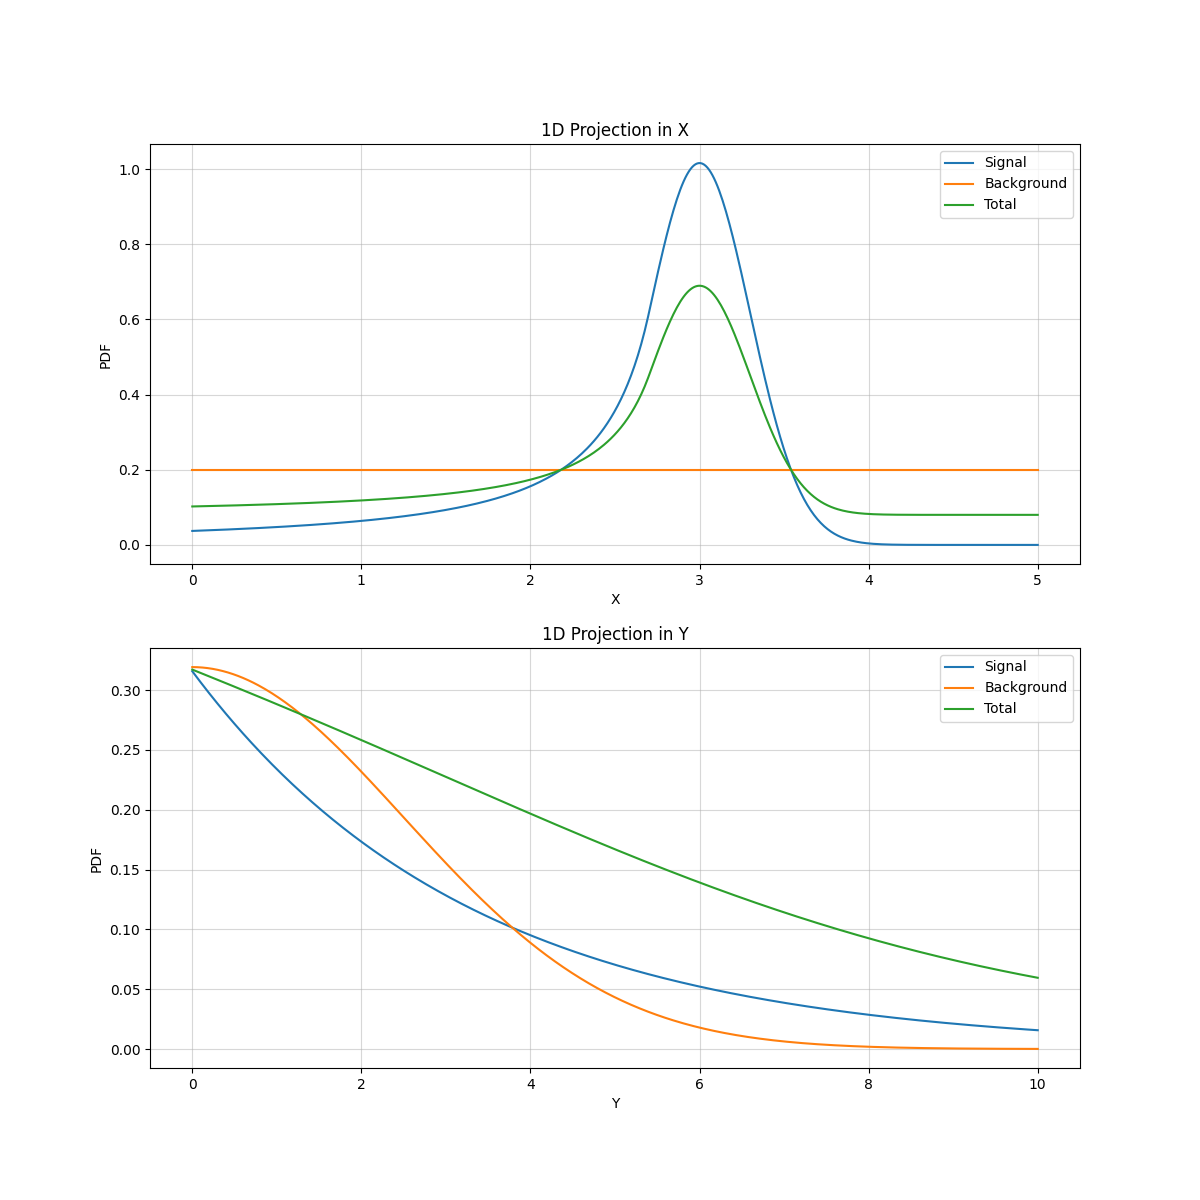 1D Projection in X
1.0
0.8
0.6
0.4
0.2
0.0
PDF
Signal
Background
Total
0 1 2 3 4 5
X
1D Projection in Y
0.30
0.25
0.20
0.15
0.10
0.05
0.00
PDF
Signal
Background
Total
0 2 4 6 8 10
Y